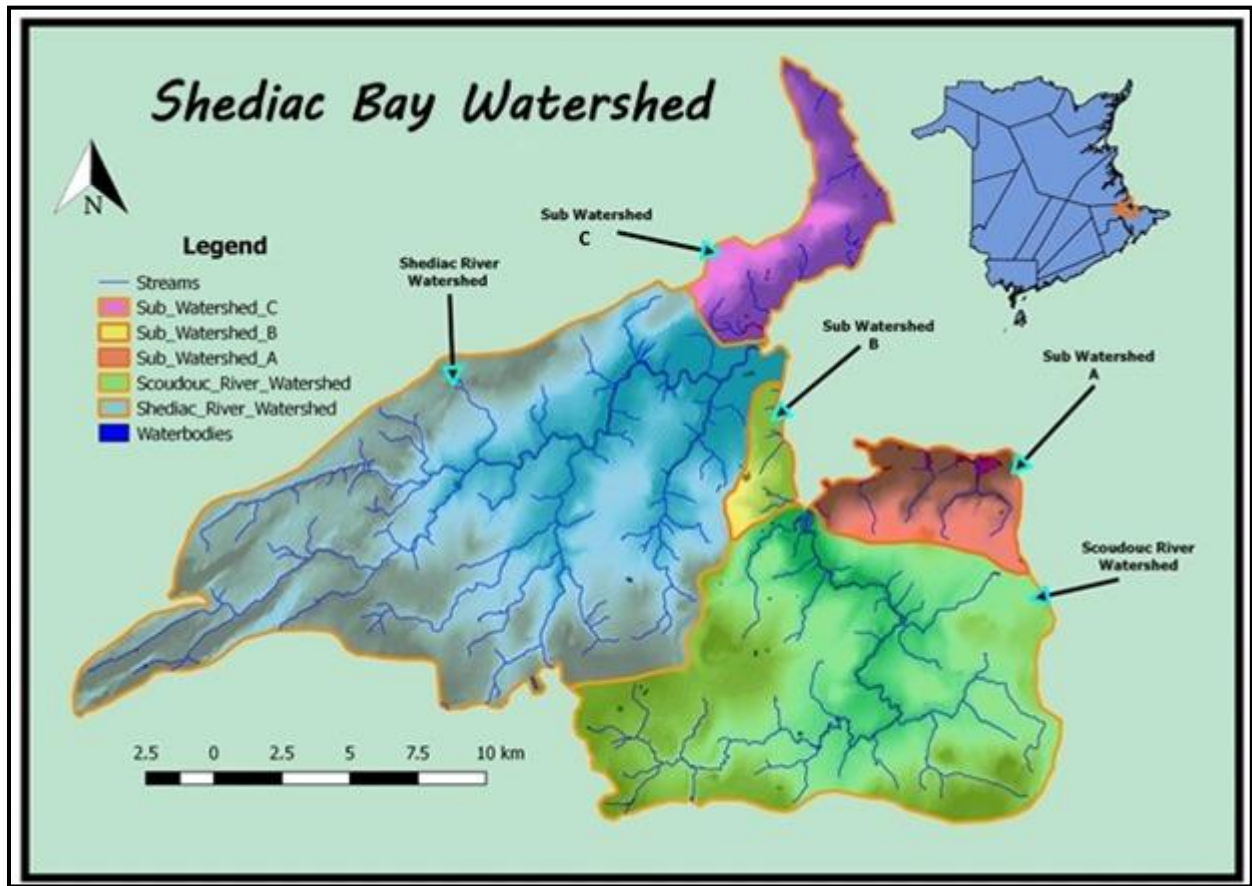 Shediac Bay Watershed
N
Legend
Streams
Sub_Watershed_C
Sub_Watershed_B
Sub_Watershed_A
Scoudouc_River_Watershed
Shediac_River_Watershed
Waterbodies
Sub Watershed
C
Shediac River
Watershed
Sub Watershed
B
Sub Watershed
A
Scoudouc River
Watershed
2.5 0 2.5 5 7.5 10 km